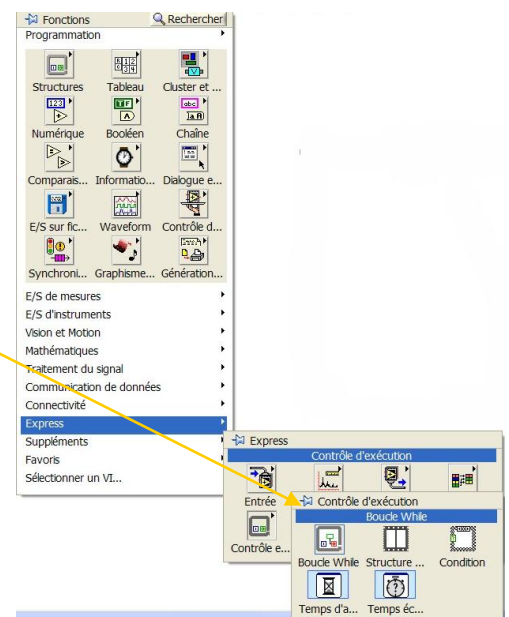 Fonctions Rechercher
Programmation
Structures Tableau Cluster et ...
Numérique Booléen Chaîne
Comparais... Informatio... Dialogue e...
E/S sur fic... Waveform Contrôle d...
Synchroni... Graphisme... Génération...
E/S de mesures
E/S d'instruments
Vision et Motion
Mathématiques
Traitement du signal
Communication de données
Connectivité
Express
Suppléments
Favoris
Sélectionner un VI...
Express
Contrôle d'exécution
Entrée
Contrôle e...
Contrôle d'exécution
Boucle While
Boucle While Structure ... Condition
Temps d'a... Temps éc...